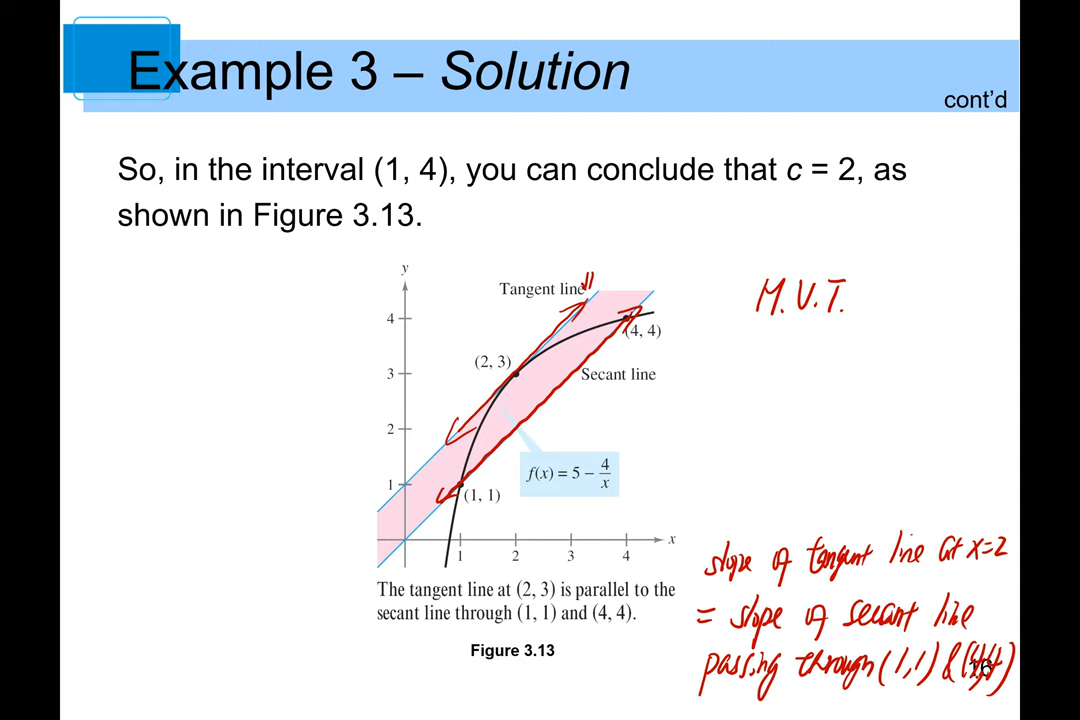 Example 3 – Solution
cont'd
So, in the interval (1, 4), you can conclude that c = 2, as
shown in Figure 3.13.
y
Tangent line
M.V.T.
4
(4, 4)
(2, 3)
3
Secant line
2
f(x) = 5 − 4/x
1
(1, 1)
x
1 2 3 4
The tangent line at (2, 3) is parallel to the
secant line through (1, 1) and (4, 4).
Figure 3.13
slope of tangent line at x=2
= slope of secant line
passing through (1,1) & (4,4)
16